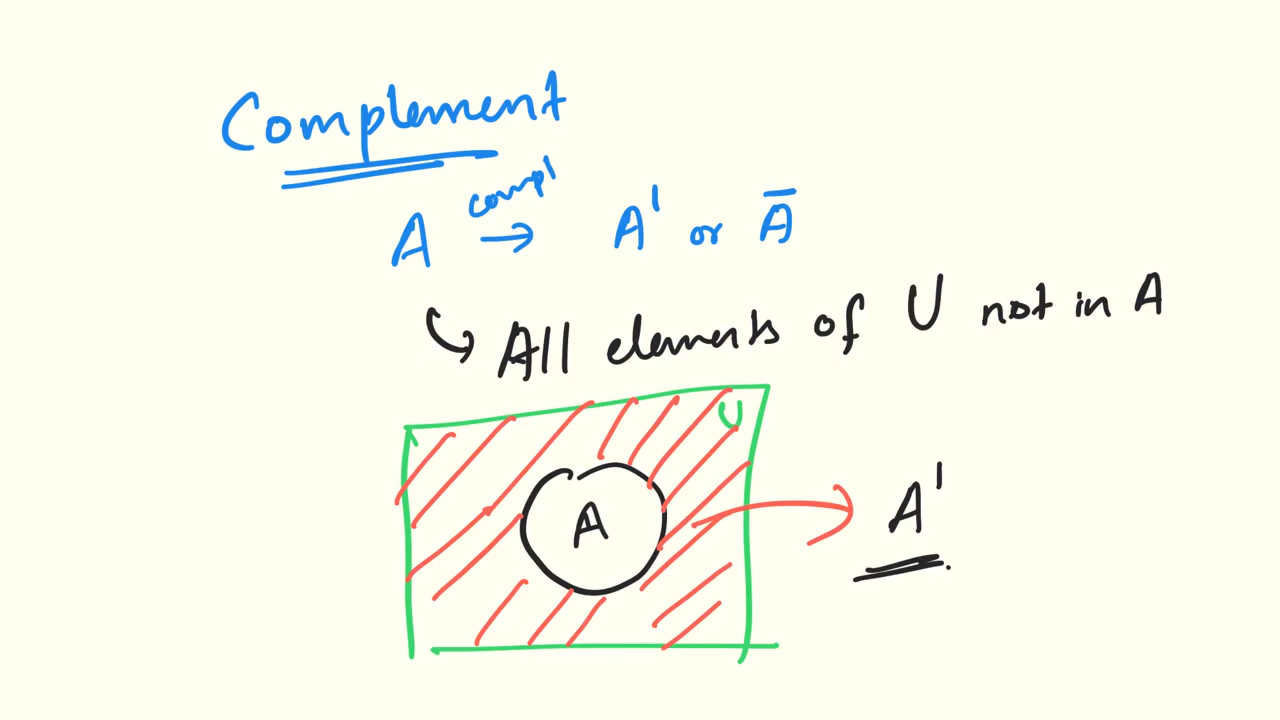 Complement
compl
A → A' or Ā
↳ All elements of U not in A
U
A
A'